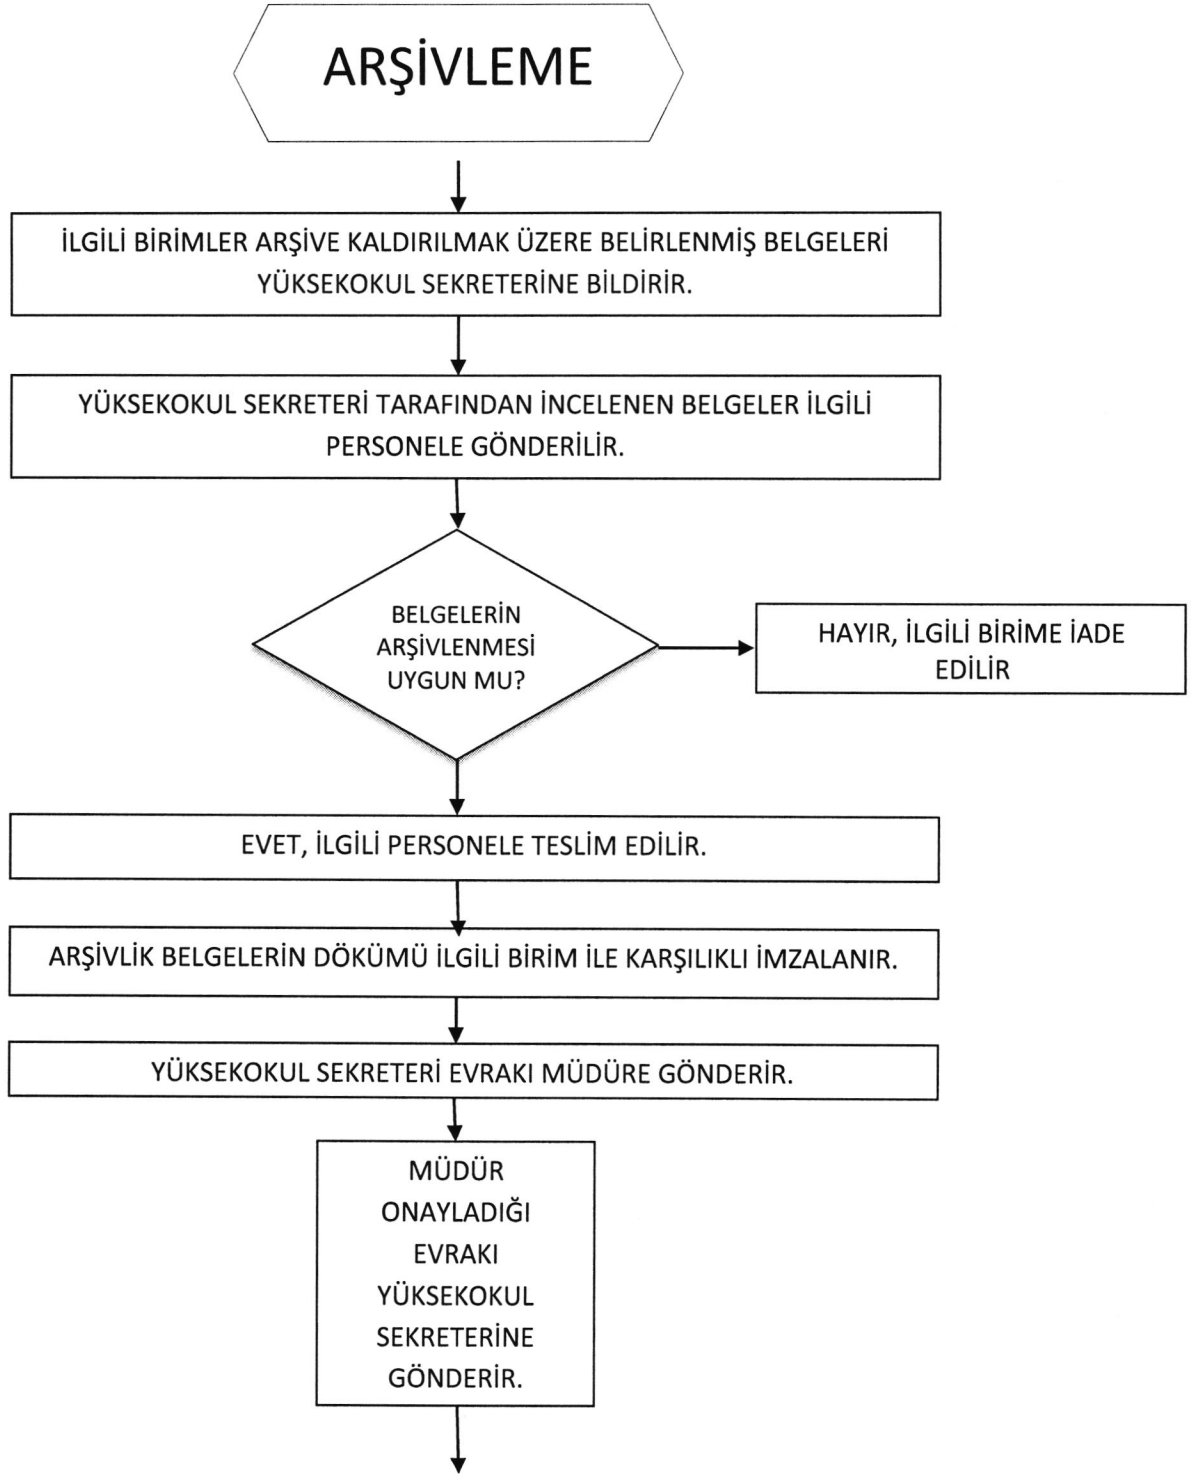 ARŞİVLEME
İLGİLİ BİRİMLER ARŞİVE KALDIRILMAK ÜZERE BELİRLENMİŞ BELGELERİ
YÜKSEKOKUL SEKRETERİNE BİLDİRİR.
YÜKSEKOKUL SEKRETERİ TARAFINDAN İNCELENEN BELGELER İLGİLİ
PERSONELE GÖNDERİLİR.
BELGELERİN
ARŞİVLENMESİ
UYGUN MU?
HAYIR, İLGİLİ BİRİME İADE
EDİLİR
EVET, İLGİLİ PERSONELE TESLİM EDİLİR.
ARŞİVLİK BELGELERİN DÖKÜMÜ İLGİLİ BİRİM İLE KARŞILIKLI İMZALANIR.
YÜKSEKOKUL SEKRETERİ EVRAKI MÜDÜRE GÖNDERİR.
MÜDÜR
ONAYLADIĞI
EVRAKI
YÜKSEKOKUL
SEKRETERİNE
GÖNDERİR.